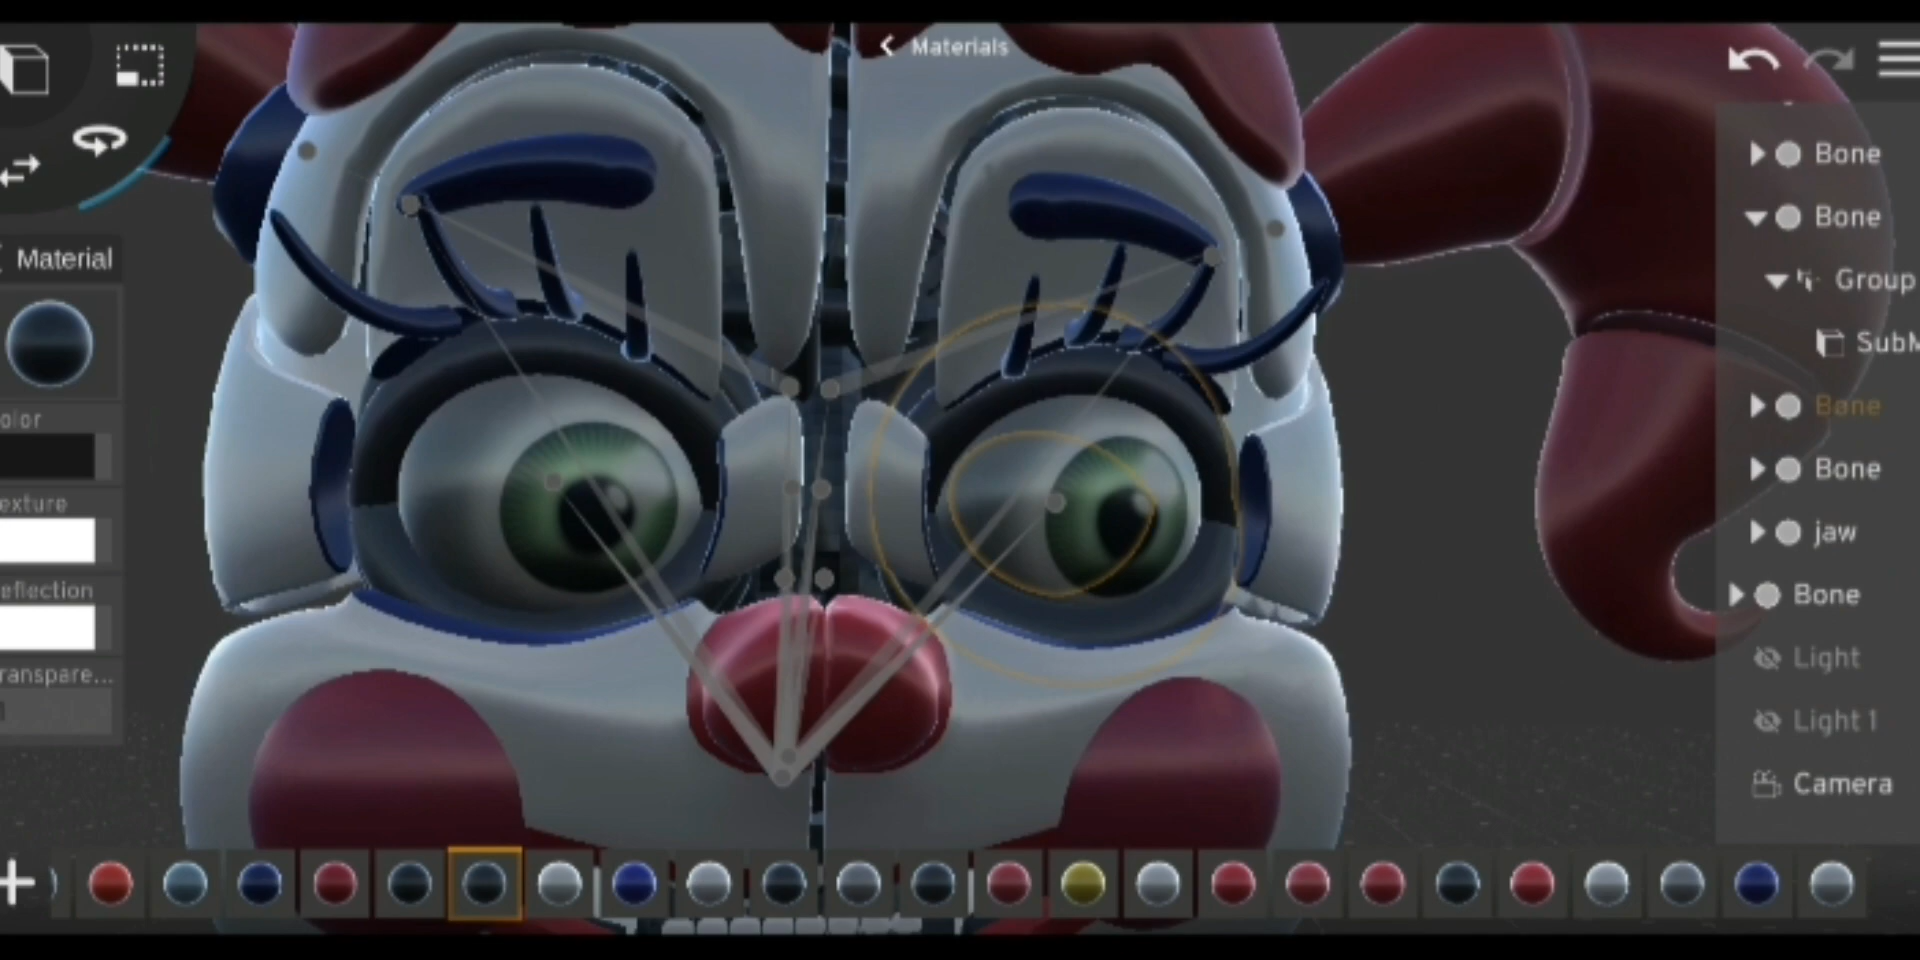 Materials
Material
olor
exture
eflection
ranspare...
Bone
Bone
Group
SubM
Bone
Bone
jaw
Bone
Light
Light 1
Camera